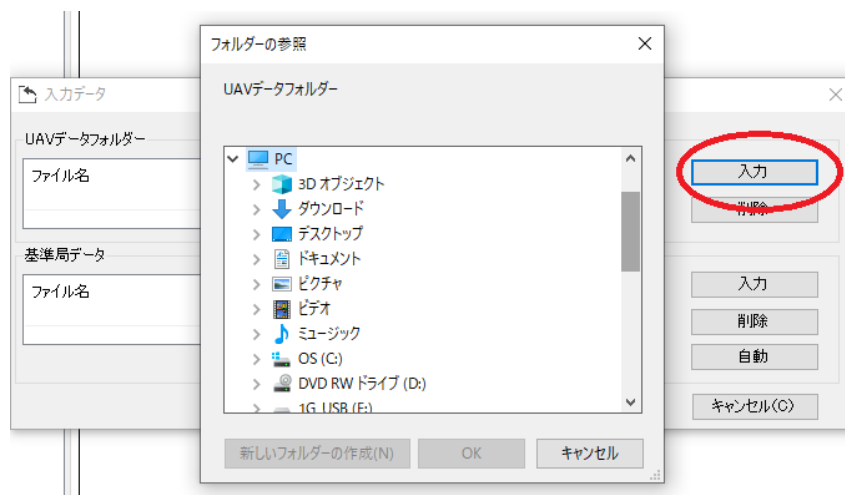 フォルダーの参照
入力データ
UAVデータフォルダー
UAVデータフォルダー
ファイル名
入力
削除
PC
3D オブジェクト
ダウンロード
デスクトップ
ドキュメント
ピクチャ
ビデオ
ミュージック
OS (C:)
DVD RW ドライブ (D:)
1G_USB (E:)
基準局データ
ファイル名
入力
削除
自動
キャンセル(C)
新しいフォルダーの作成(N)
OK
キャンセル